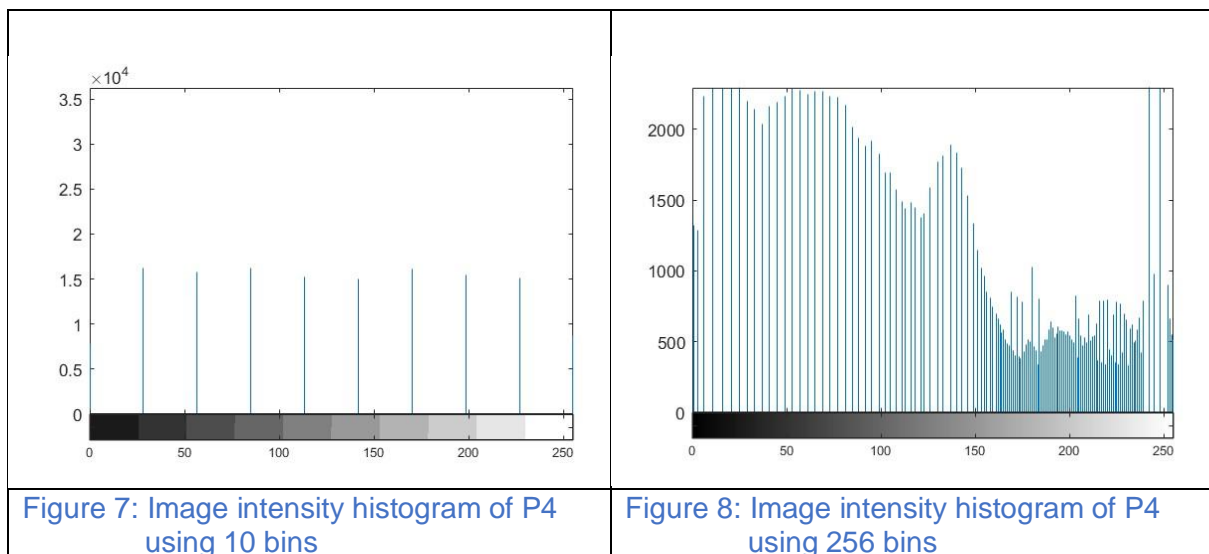 ×10⁴
3.5
3
2.5
2
1.5
1
0.5
0
0 50 100 150 200 250
Figure 7: Image intensity histogram of P4
using 10 bins
2000
1500
1000
500
0
0 50 100 150 200 250
Figure 8: Image intensity histogram of P4
using 256 bins